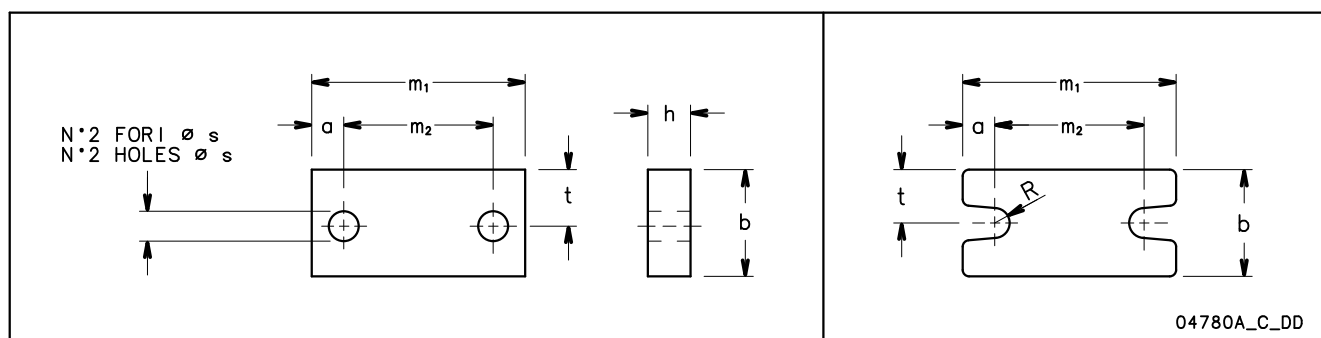 N°2 FORI Ø s
N°2 HOLES Ø s
m₁
a
m₂
h
t
b
m₁
a
m₂
t
R
b
04780A_C_DD